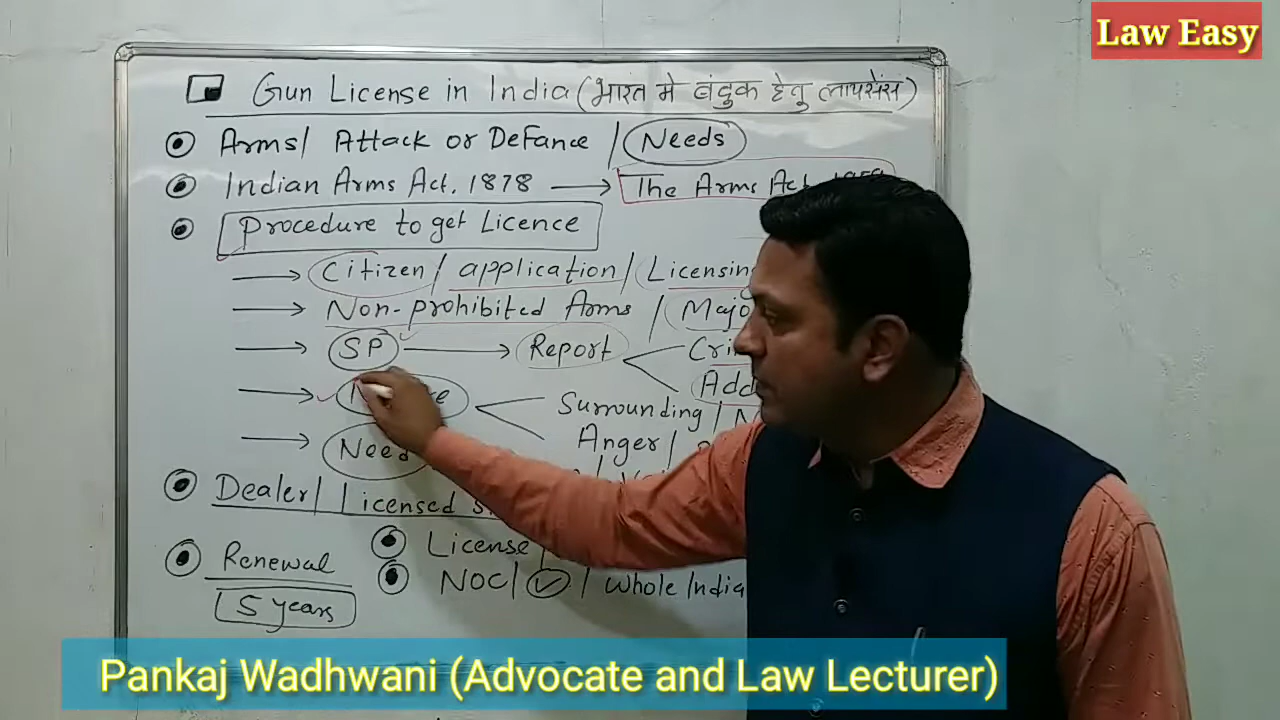 Law Easy
Gun License in India (भारत मे बंदुक हेतु लायसेंस)
Arms/ Attack or Defance / Needs
Indian Arms Act. 1878 → The Arms Act.
Procedure to get Licence
→ Citizen/ application/
→ Non-prohibited Arms /
→ SP → Report
→
Surrounding/
→ Need
Anger/
Dealer/ Licensed
Renewal
License
5 years
NOC/ ✓ / Whole India
Pankaj Wadhwani (Advocate and Law Lecturer)